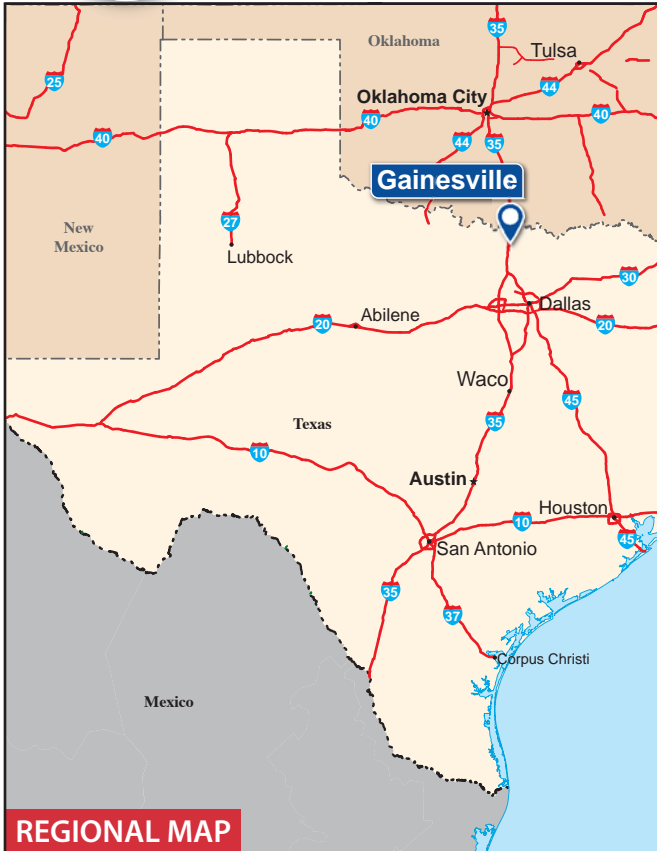 35
Oklahoma
Tulsa
25
44
Oklahoma City
40
40
40
44
35
Gainesville
New
Mexico
27
Lubbock
30
Dallas
Abilene
20
20
Waco
45
Texas
35
10
Austin
Houston
10
San Antonio
45
35
37
Corpus Christi
Mexico
REGIONAL MAP